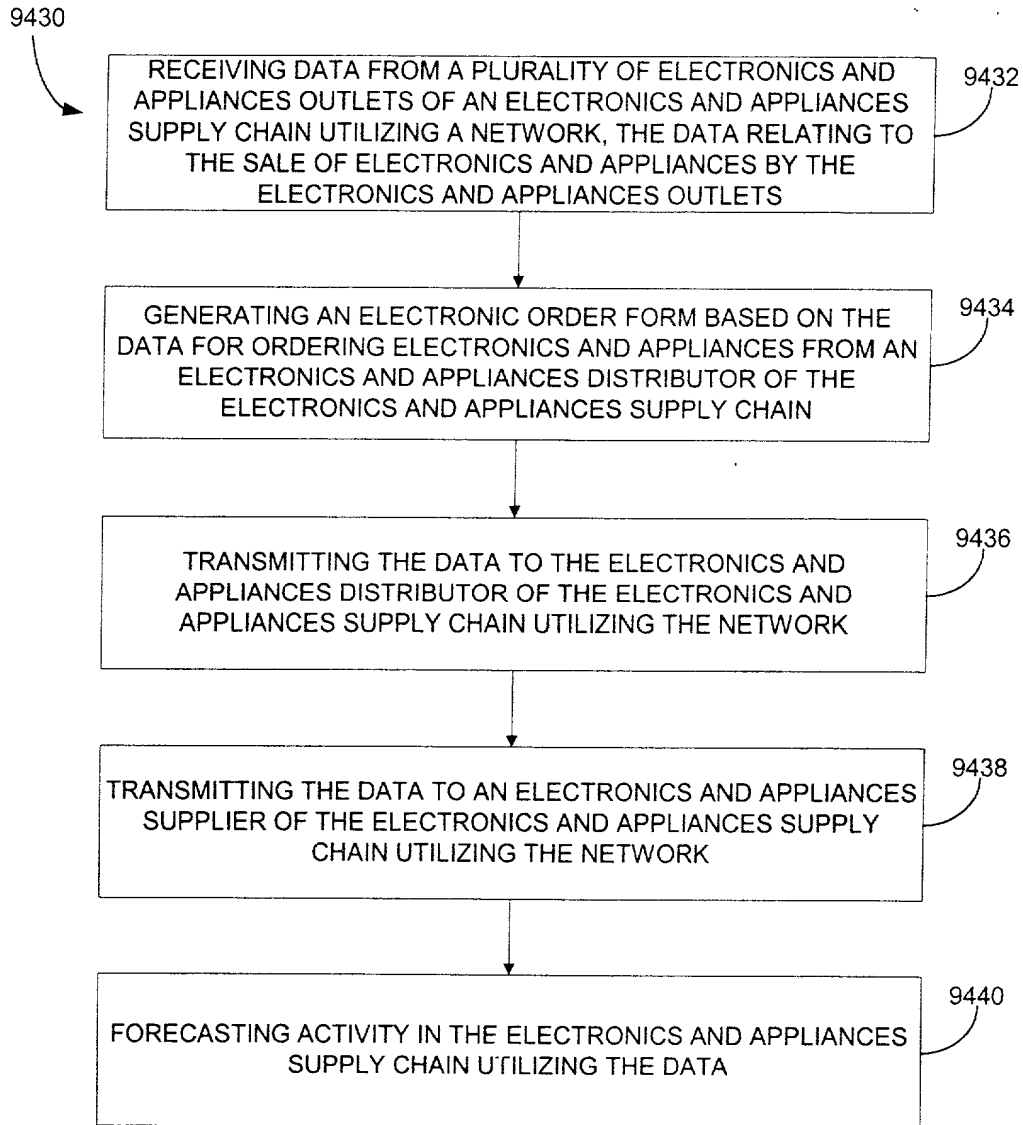 9430
RECEIVING DATA FROM A PLURALITY OF ELECTRONICS AND
APPLIANCES OUTLETS OF AN ELECTRONICS AND APPLIANCES
SUPPLY CHAIN UTILIZING A NETWORK, THE DATA RELATING TO
THE SALE OF ELECTRONICS AND APPLIANCES BY THE
ELECTRONICS AND APPLIANCES OUTLETS
9432
GENERATING AN ELECTRONIC ORDER FORM BASED ON THE
DATA FOR ORDERING ELECTRONICS AND APPLIANCES FROM AN
ELECTRONICS AND APPLIANCES DISTRIBUTOR OF THE
ELECTRONICS AND APPLIANCES SUPPLY CHAIN
9434
TRANSMITTING THE DATA TO THE ELECTRONICS AND
APPLIANCES DISTRIBUTOR OF THE ELECTRONICS AND
APPLIANCES SUPPLY CHAIN UTILIZING THE NETWORK
9436
TRANSMITTING THE DATA TO AN ELECTRONICS AND APPLIANCES
SUPPLIER OF THE ELECTRONICS AND APPLIANCES SUPPLY
CHAIN UTILIZING THE NETWORK
9438
FORECASTING ACTIVITY IN THE ELECTRONICS AND APPLIANCES
SUPPLY CHAIN UTILIZING THE DATA
9440